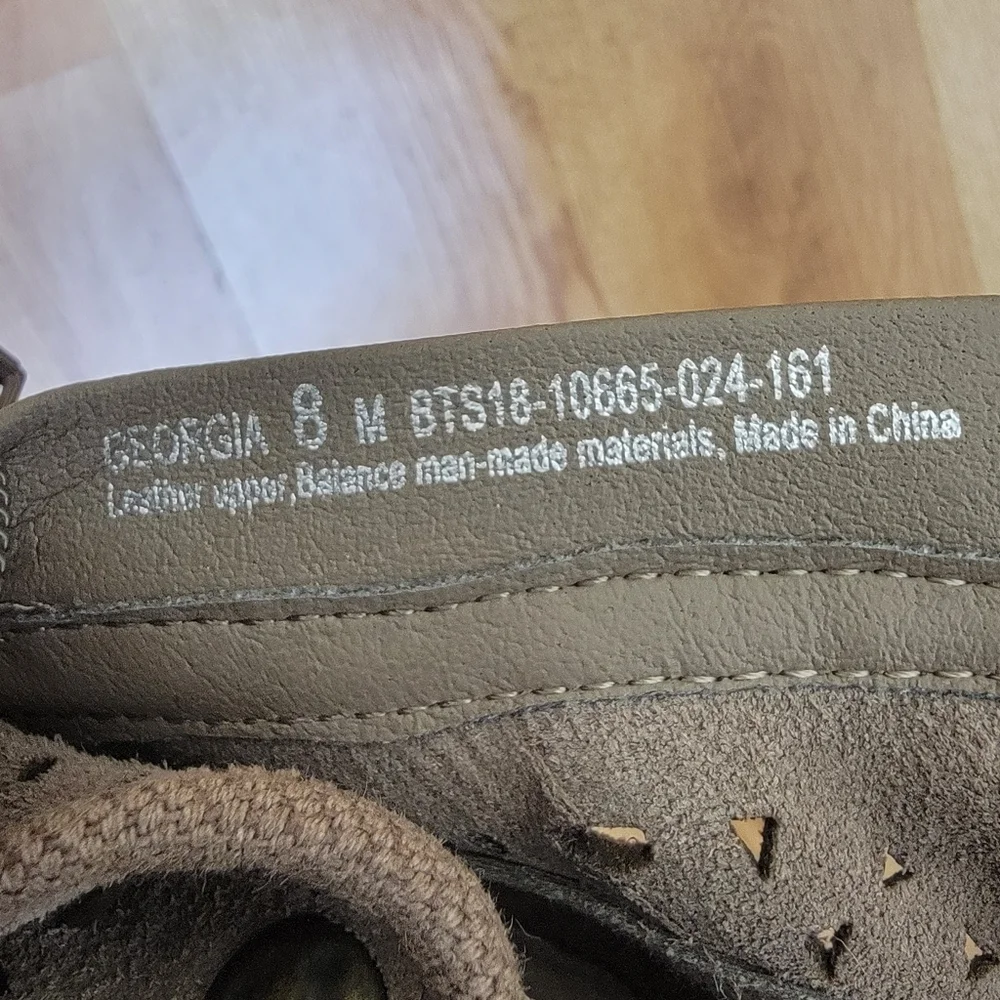 GEORGIA 8 M BTS18-10665-024-161
Leather upper,Balance man-made materials, Made in China